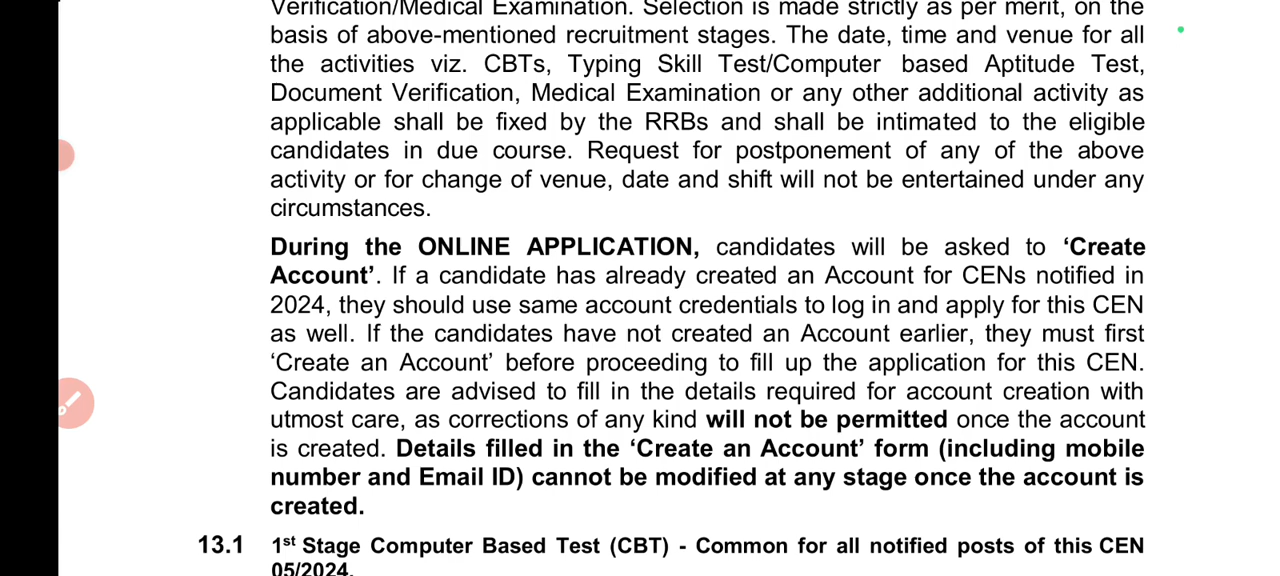 Verification/Medical Examination. Selection is made strictly as per merit, on the
basis of above-mentioned recruitment stages. The date, time and venue for all
the activities viz. CBTs, Typing Skill Test/Computer based Aptitude Test,
Document Verification, Medical Examination or any other additional activity as
applicable shall be fixed by the RRBs and shall be intimated to the eligible
candidates in due course. Request for postponement of any of the above
activity or for change of venue, date and shift will not be entertained under any
circumstances.
During the ONLINE APPLICATION, candidates will be asked to ‘Create
Account’. If a candidate has already created an Account for CENs notified in
2024, they should use same account credentials to log in and apply for this CEN
as well. If the candidates have not created an Account earlier, they must first
‘Create an Account’ before proceeding to fill up the application for this CEN.
Candidates are advised to fill in the details required for account creation with
utmost care, as corrections of any kind will not be permitted once the account
is created. Details filled in the ‘Create an Account’ form (including mobile
number and Email ID) cannot be modified at any stage once the account is
created.
13.1 1st Stage Computer Based Test (CBT) - Common for all notified posts of this CEN
05/2024.